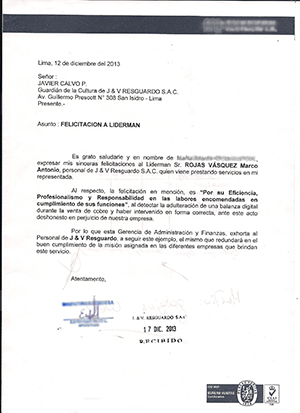 Lima, 12 de diciembre del 2013
Señor :
JAVIER CALVO P.
Guardián de la Cultura de J & V RESGUARDO S.A.C.
Av. Guillermo Prescott N° 308 San Isidro - Lima
Presente.-
Asunto : FELICITACION A LIDERMAN
Es grato saludarle y en nombre de
expresar mis sinceras felicitaciones al Liderman Sr. ROJAS VÁSQUEZ Marco
Antonio, personal de J & V Resguardo S.A.C. quien viene prestando servicios en mi
representada.
Al respecto, la felicitación en mención, es "Por su Eficiencia,
Profesionalismo y Responsabilidad en las labores encomendadas en
cumplimiento de sus funciones", al detectar la adulteración de una balanza digital
durante la venta de cobre y haber intervenido en forma correcta, ante este acto
deshonesto en perjuicio de nuestra empresa.
Por lo que esta Gerencia de Administración y Finanzas, exhorta al
Personal de J & V Resguardo, a seguir este ejemplo, el mismo que redundará en el
buen cumplimiento de la misión asignada en las diferentes empresas que brindan
este servicio.
Atentamente,
J & V RESGUARDO SAC
17 DIC. 2013
RECIBIDO
BUREAU VERITAS